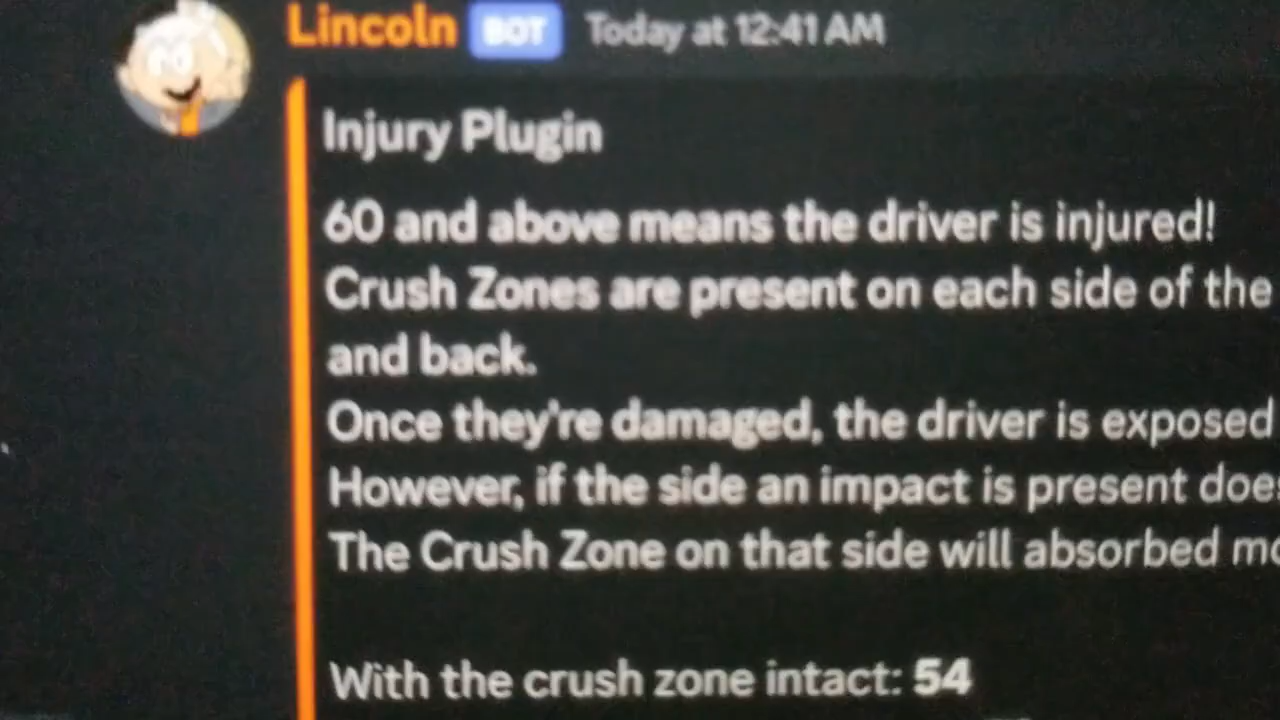 Lincoln BOT Today at 12:41 AM
Injury Plugin
60 and above means the driver is injured!
Crush Zones are present on each side of the
and back.
Once they're damaged, the driver is exposed
However, if the side an impact is present does
The Crush Zone on that side will absorbed mo
With the crush zone intact: 54